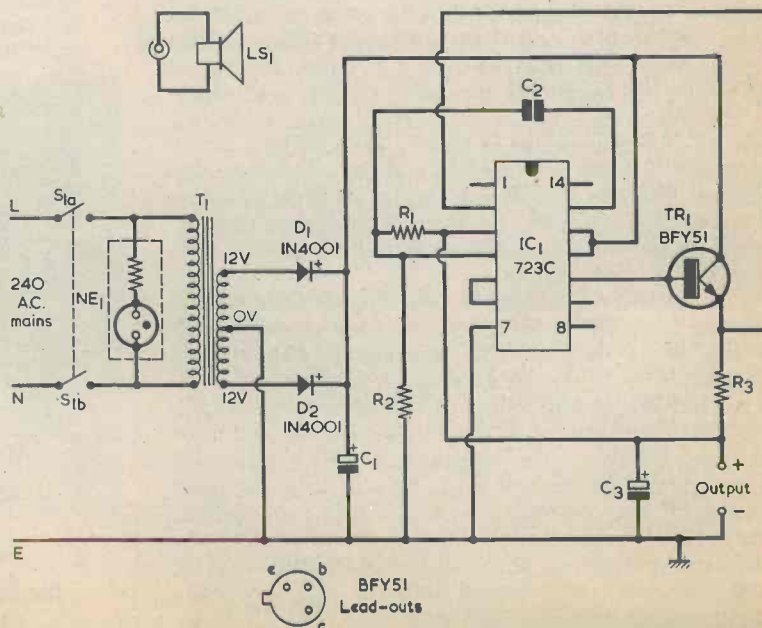 LS1
C2
L
S1a
T1
D1
1N4001
12V
R1
1
14
IC1
723C
TR1
BFY51
240
A.C.
mains
NE1
OV
7
8
N
S1b
12V
D2
1N4001
R2
C1
R3
C3
+
Output
−
E
e
b
c
BFY51
Lead-outs
+
+
+
+